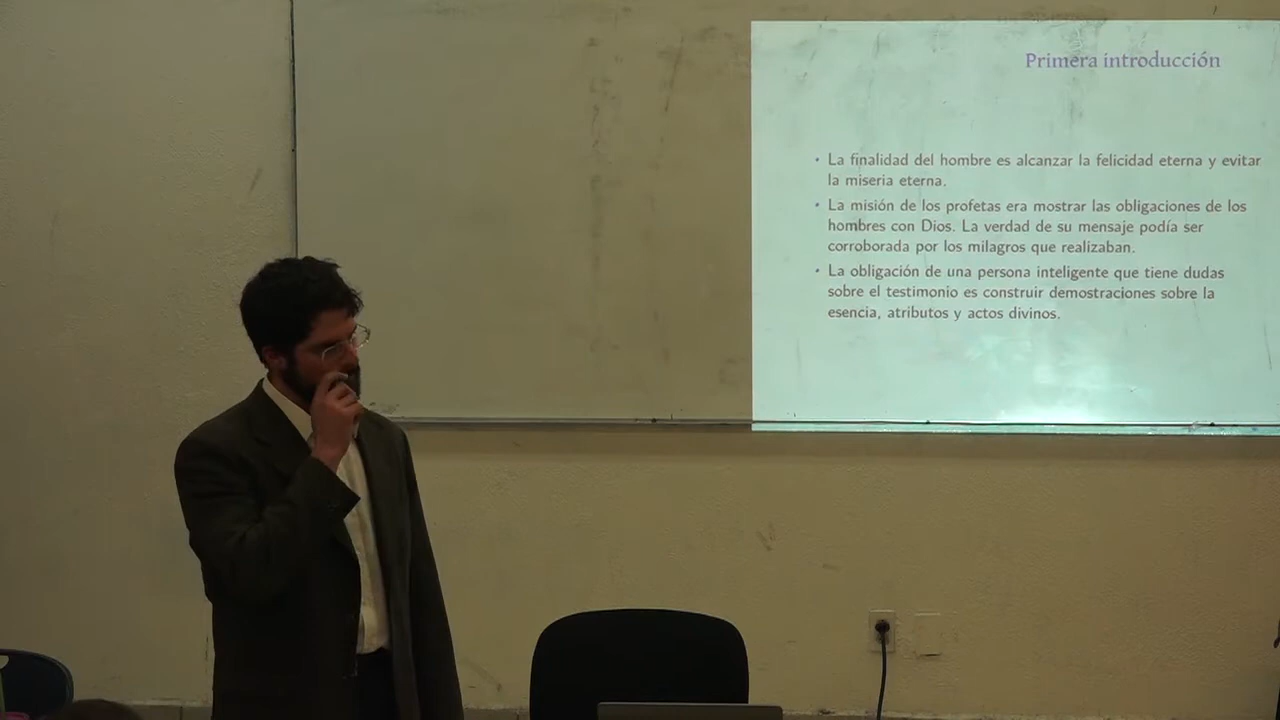 Primera introducción
• La finalidad del hombre es alcanzar la felicidad eterna y evitar
la miseria eterna.
• La misión de los profetas era mostrar las obligaciones de los
hombres con Dios. La verdad de su mensaje podía ser
corroborada por los milagros que realizaban.
• La obligación de una persona inteligente que tiene dudas
sobre el testimonio es construir demostraciones sobre la
esencia, atributos y actos divinos.